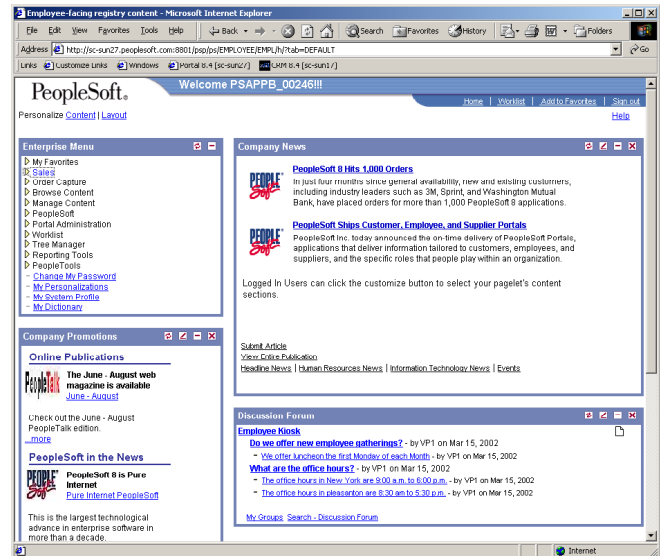 Employee-facing registry content - Microsoft Internet Explorer
File Edit View Favorites Tools Help
Back Search Favorites History Folders
Address http://sc-sun27.peoplesoft.com:8801/psp/ps/EMPLOYEE/EMPL/h/?tab=DEFAULT Go
Links Customize Links Windows Portal 8.4 [sc-sun27] CRM 8.4 [sc-sun17]
PeopleSoft.
Welcome PSAPPB_00246!!!
Home | Worklist | Add to Favorites | Sign out
Personalize Content | Layout
Help
Enterprise Menu
My Favorites
Sales
Order Capture
Browse Content
Manage Content
PeopleSoft
Portal Administration
Worklist
Tree Manager
Reporting Tools
PeopleTools
- Change My Password
- My Personalizations
- My System Profile
- My Dictionary
Company Promotions
Online Publications
PeopleTalk
The June - August web
magazine is available
June - August
Check out the June - August
PeopleTalk edition.
...more
PeopleSoft in the News
PEOPLE Soft
PeopleSoft 8 is Pure
Internet
Pure Internet PeopleSoft
This is the largest technological
advance in enterprise software in
more than a decade.
Company News
PEOPLE Soft
PeopleSoft 8 Hits 1,000 Orders
In just four months since general availability, new and existing customers,
including industry leaders such as 3M, Sprint, and Washington Mutual
Bank, have placed orders for more than 1,000 PeopleSoft 8 applications.
PEOPLE Soft
PeopleSoft Ships Customer, Employee, and Supplier Portals
PeopleSoft Inc. today announced the on-time delivery of PeopleSoft Portals,
applications that deliver information tailored to customers, employees, and
suppliers, and the specific roles that people play within an organization.
Logged In Users can click the customize button to select your pagelet's content
sections.
Submit Article
View Entire Publication
Headline News | Human Resources News | Information Technology News | Events
Discussion Forum
Employee Kiosk
Do we offer new employee gatherings? - by VP1 on Mar 15, 2002
- We offer luncheon the first Monday of each Month - by VP1 on Mar 15, 2002
What are the office hours? - by VP1 on Mar 15, 2002
- The office hours in New York are 9:00 a.m. to 6:00 p.m. - by VP1 on Mar 15, 2002
- The office hours in pleasanton are 8:30 am to 5:30 p.m. - by VP1 on Mar 15, 2002
My Groups Search - Discussion Forum
Internet